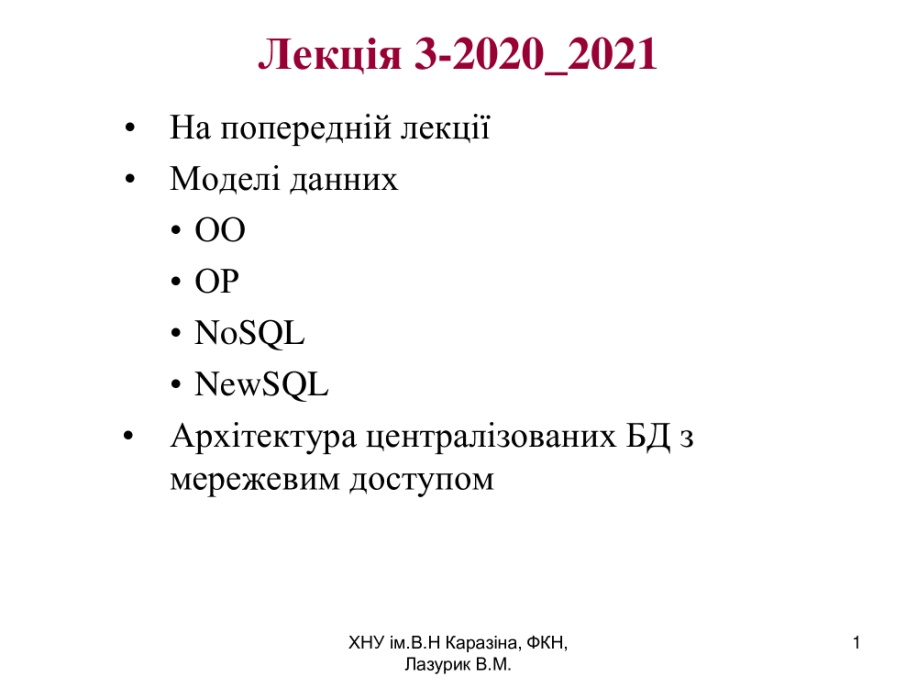 Лекція 3-2020_2021
• На попередній лекції
• Моделі данних
• ОО
• ОР
• NoSQL
• NewSQL
• Архітектура централізованих БД з
мережевим доступом
ХНУ ім.В.Н Каразіна, ФКН,
Лазурик В.М.
1